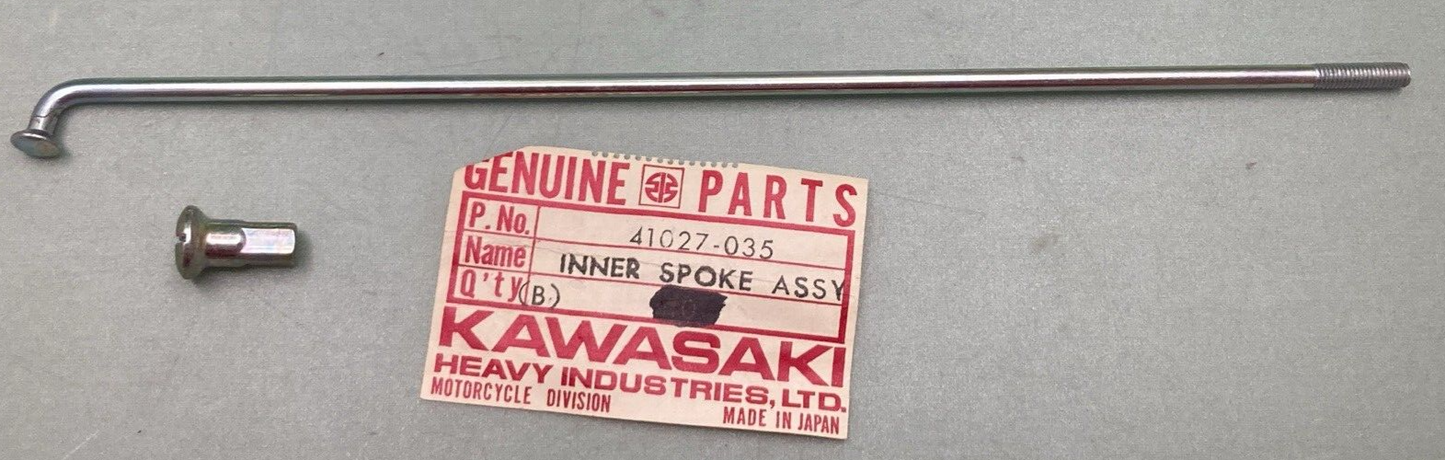 GENUINE PARTS
P. No. 41027-035
Name INNER SPOKE ASSY
Q'ty (B)
KAWASAKI
HEAVY INDUSTRIES, LTD.
MOTORCYCLE DIVISION
MADE IN JAPAN